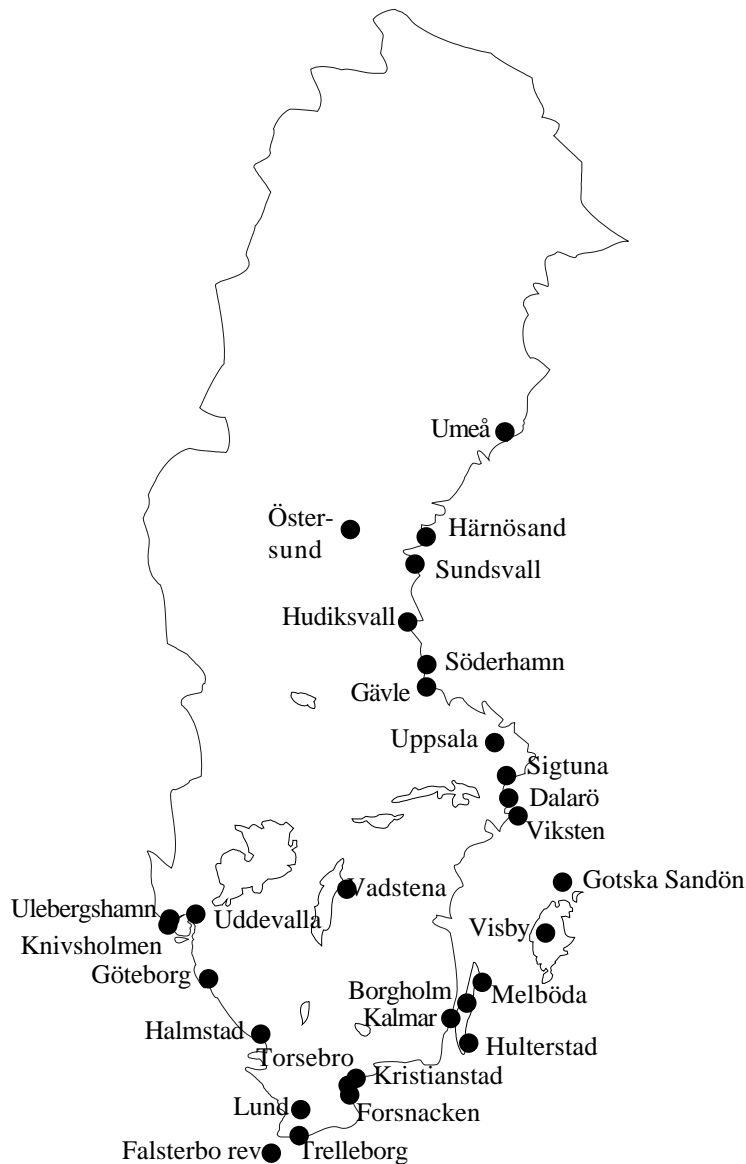 Umeå
Öster-
sund
Härnösand
Sundsvall
Hudiksvall
Söderhamn
Gävle
Uppsala
Sigtuna
Dalarö
Viksten
Gotska Sandön
Vadstena
Ulebergshamn
Uddevalla
Knivsholmen
Visby
Göteborg
Melböda
Borgholm
Kalmar
Halmstad
Hulterstad
Torsebro
Kristianstad
Lund
Forsnacken
Falsterbo rev
Trelleborg